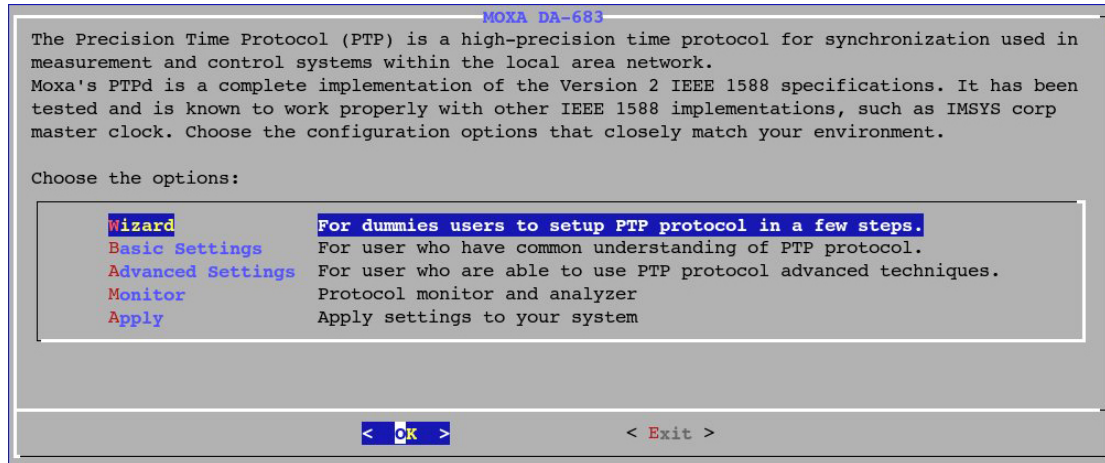 MOXA DA-683
The Precision Time Protocol (PTP) is a high-precision time protocol for synchronization used in
measurement and control systems within the local area network.
Moxa's PTPd is a complete implementation of the Version 2 IEEE 1588 specifications. It has been
tested and is known to work properly with other IEEE 1588 implementations, such as IMSYS corp
master clock. Choose the configuration options that closely match your environment.
Choose the options:
Wizard For dummies users to setup PTP protocol in a few steps.
Basic Settings For user who have common understanding of PTP protocol.
Advanced Settings For user who are able to use PTP protocol advanced techniques.
Monitor Protocol monitor and analyzer
Apply Apply settings to your system
< OK > < Exit >